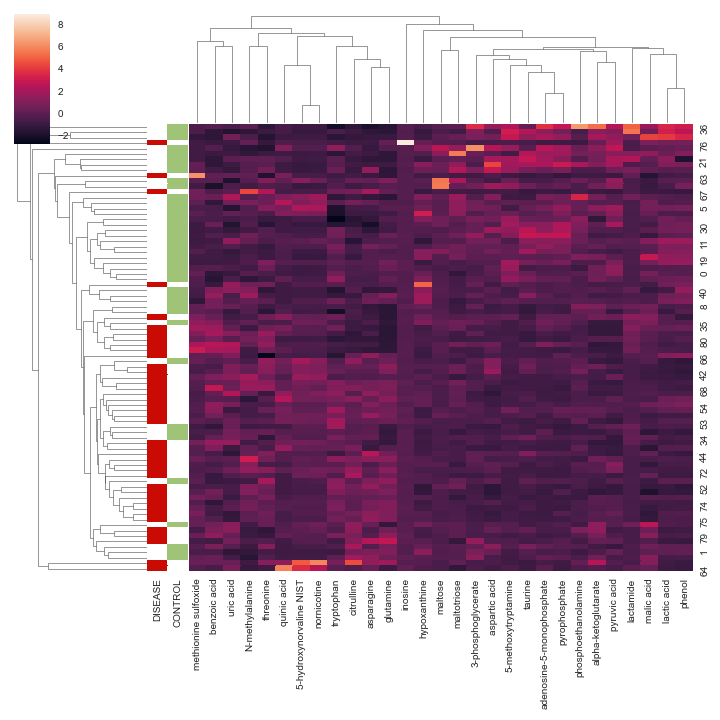 8
6
4
2
0
−2
36
76
21
63
67
5
30
11
19
0
40
8
35
80
66
42
68
54
53
34
44
72
52
74
75
79
1
64
DISEASE
CONTROL
methionine sulfoxide
benzoic acid
uric acid
N-methylalanine
threonine
quinic acid
5-hydroxynorvaline NIST
nornicotine
tryptophan
citrulline
asparagine
glutamine
inosine
hypoxanthine
maltose
maltotriose
3-phosphoglycerate
aspartic acid
5-methoxytryptamine
taurine
adenosine-5-monophosphate
pyrophosphate
phosphoethanolamine
alpha-ketoglutarate
pyruvic acid
lactamide
malic acid
lactic acid
phenol